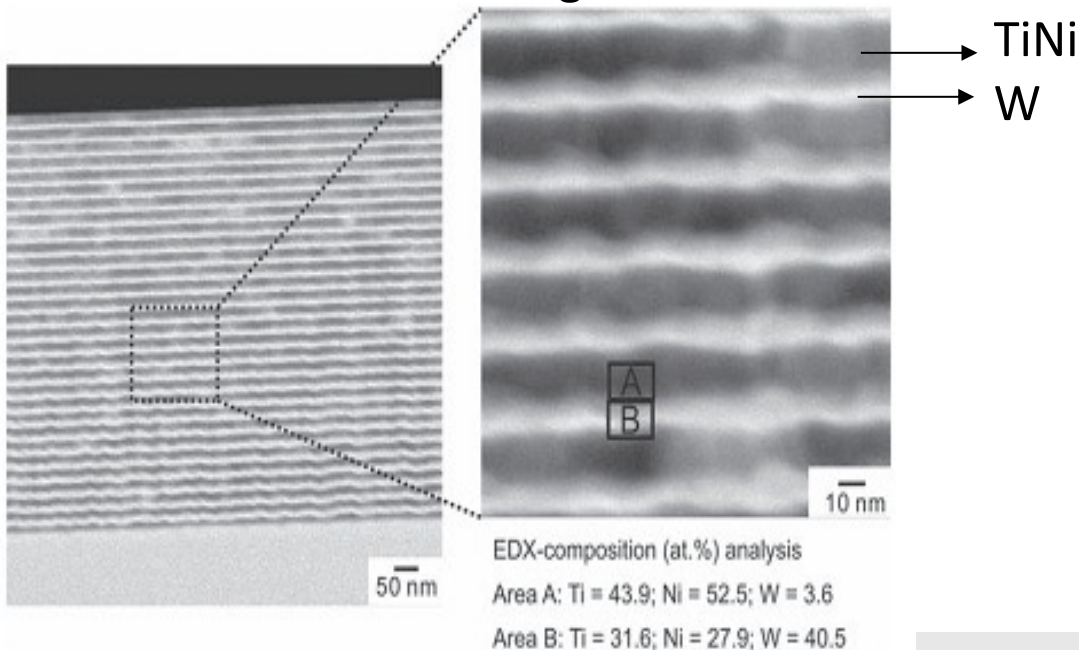 TiNi
W
A
B
10 nm
50 nm
EDX-composition (at.%) analysis
Area A: Ti = 43.9; Ni = 52.5; W = 3.6
Area B: Ti = 31.6; Ni = 27.9; W = 40.5